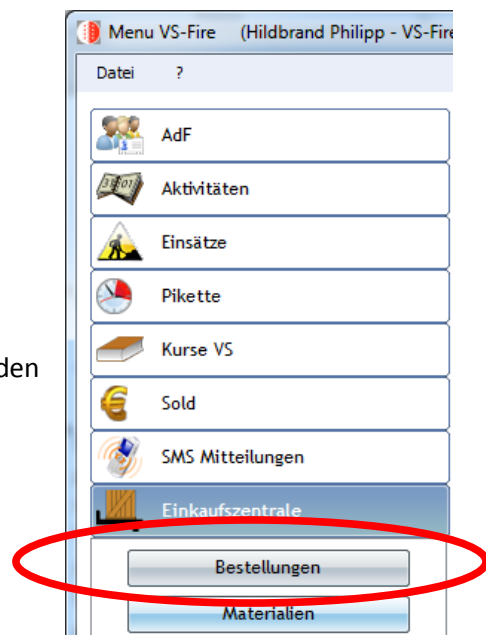 Menu VS-Fire (Hildbrand Philipp - VS-Fire
Datei ?
AdF
Aktivitäten
Einsätze
Pikette
Kurse VS
den
Sold
SMS Mitteilungen
Einkaufszentrale
Bestellungen
Materialien